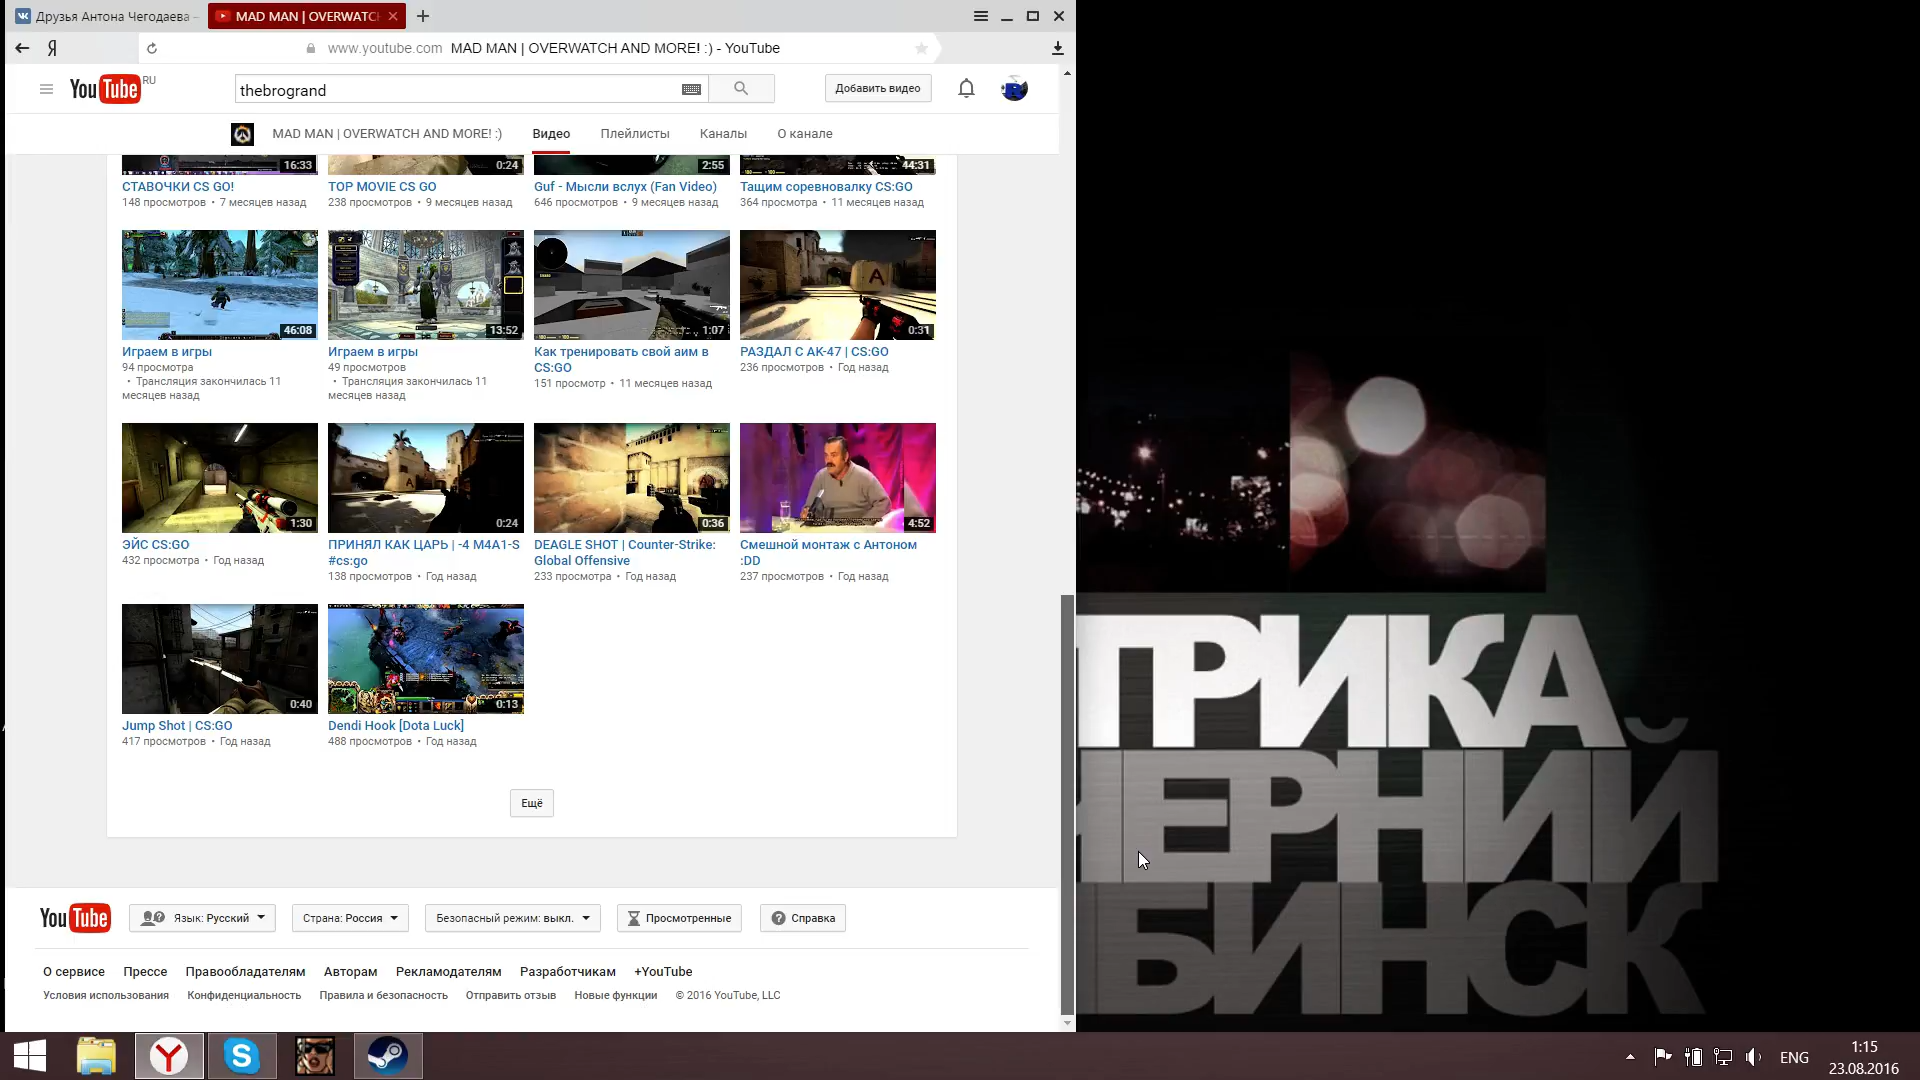 Друзья Антона Чегодаева
MAD MAN | OVERWATC
www.youtube.com MAD MAN | OVERWATCH AND MORE! :) - YouTube
YouTube RU
thebrogrand
Добавить видео
MAD MAN | OVERWATCH AND MORE! :) Видео Плейлисты Каналы О канале
16:33 0:24 2:55 44:31
СТАВОЧКИ CS GO! TOP MOVIE CS GO Guf - Мысли вслух (Fan Video) Тащим соревновалку CS:GO
148 просмотров • 7 месяцев назад 238 просмотров • 9 месяцев назад 646 просмотров • 9 месяцев назад 364 просмотра • 11 месяцев назад
46:08 13:52 1:07 0:31
Играем в игры
94 просмотра
• Трансляция закончилась 11
месяцев назад
Играем в игры
49 просмотров
• Трансляция закончилась 11
месяцев назад
Как тренировать свой аим в
CS:GO
151 просмотр • 11 месяцев назад
РАЗДАЛ С АК-47 | CS:GO
236 просмотров • Год назад
1:30 0:24 0:36 4:52
ЭЙС CS:GO
432 просмотра • Год назад
ПРИНЯЛ КАК ЦАРЬ | -4 M4A1-S
#cs:go
138 просмотров • Год назад
DEAGLE SHOT | Counter-Strike:
Global Offensive
233 просмотра • Год назад
Смешной монтаж с Антоном
:DD
237 просмотров • Год назад
0:40 0:13
Jump Shot | CS:GO
417 просмотров • Год назад
Dendi Hook [Dota Luck]
488 просмотров • Год назад
Ещё
ТРИКА
ЕРНИЙ
БИНСК
YouTube Язык: Русский Страна: Россия Безопасный режим: выкл. Просмотренные Справка
О сервисе Прессе Правообладателям Авторам Рекламодателям Разработчикам +YouTube
Условия использования Конфиденциальность Правила и безопасность Отправить отзыв Новые функции © 2016 YouTube, LLC
ENG
1:15
23.08.2016